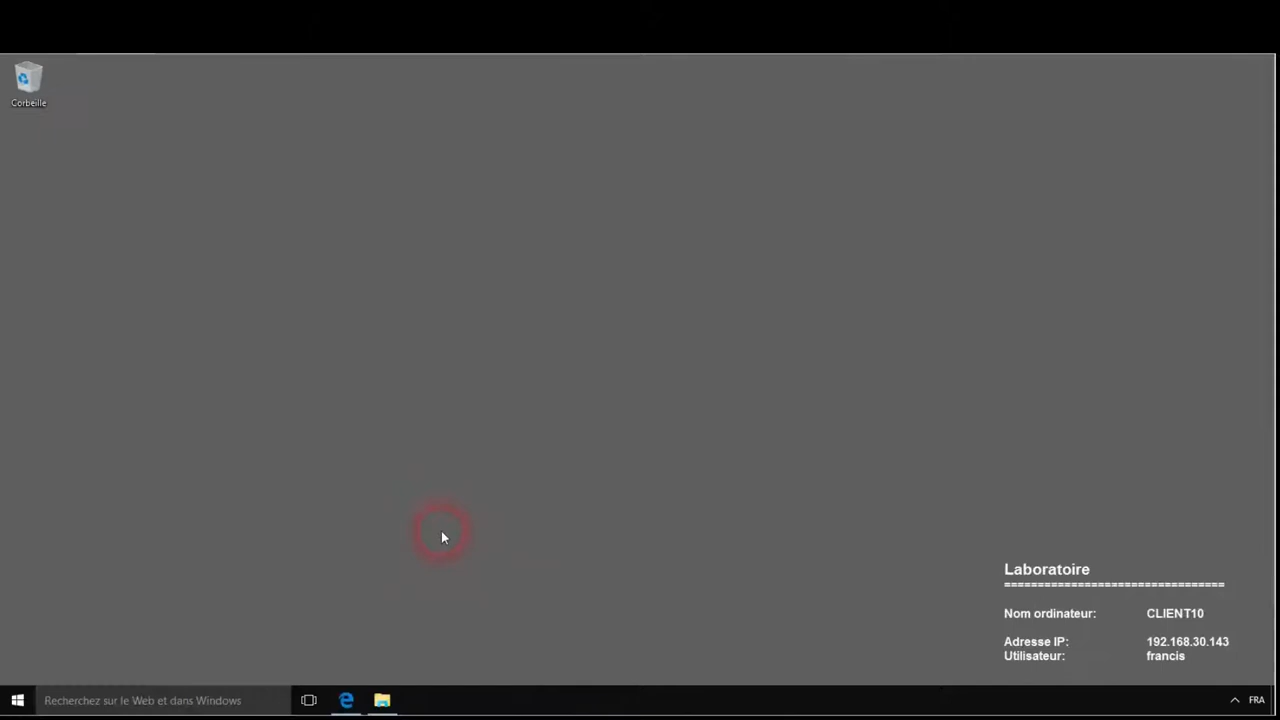 Corbeille
Laboratoire
=================================
Nom ordinateur: CLIENT10
Adresse IP: 192.168.30.143
Utilisateur: francis
Recherchez sur le Web et dans Windows
FRA